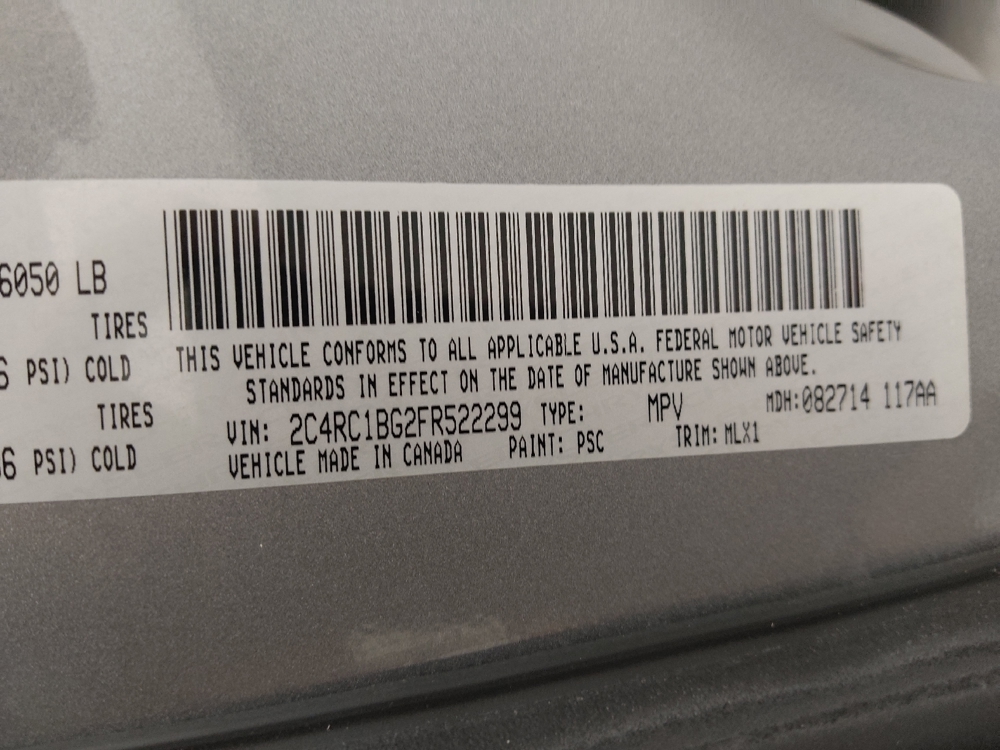 6050 LB
TIRES
PSI) COLD
TIRES
6 PSI) COLD
THIS VEHICLE CONFORMS TO ALL APPLICABLE U.S.A. FEDERAL MOTOR VEHICLE SAFETY
STANDARDS IN EFFECT ON THE DATE OF MANUFACTURE SHOWN ABOVE.
VIN: 2C4RC1BG2FR522299 TYPE: MPV MDH:082714 117AA
VEHICLE MADE IN CANADA PAINT: PSC TRIM: MLX1